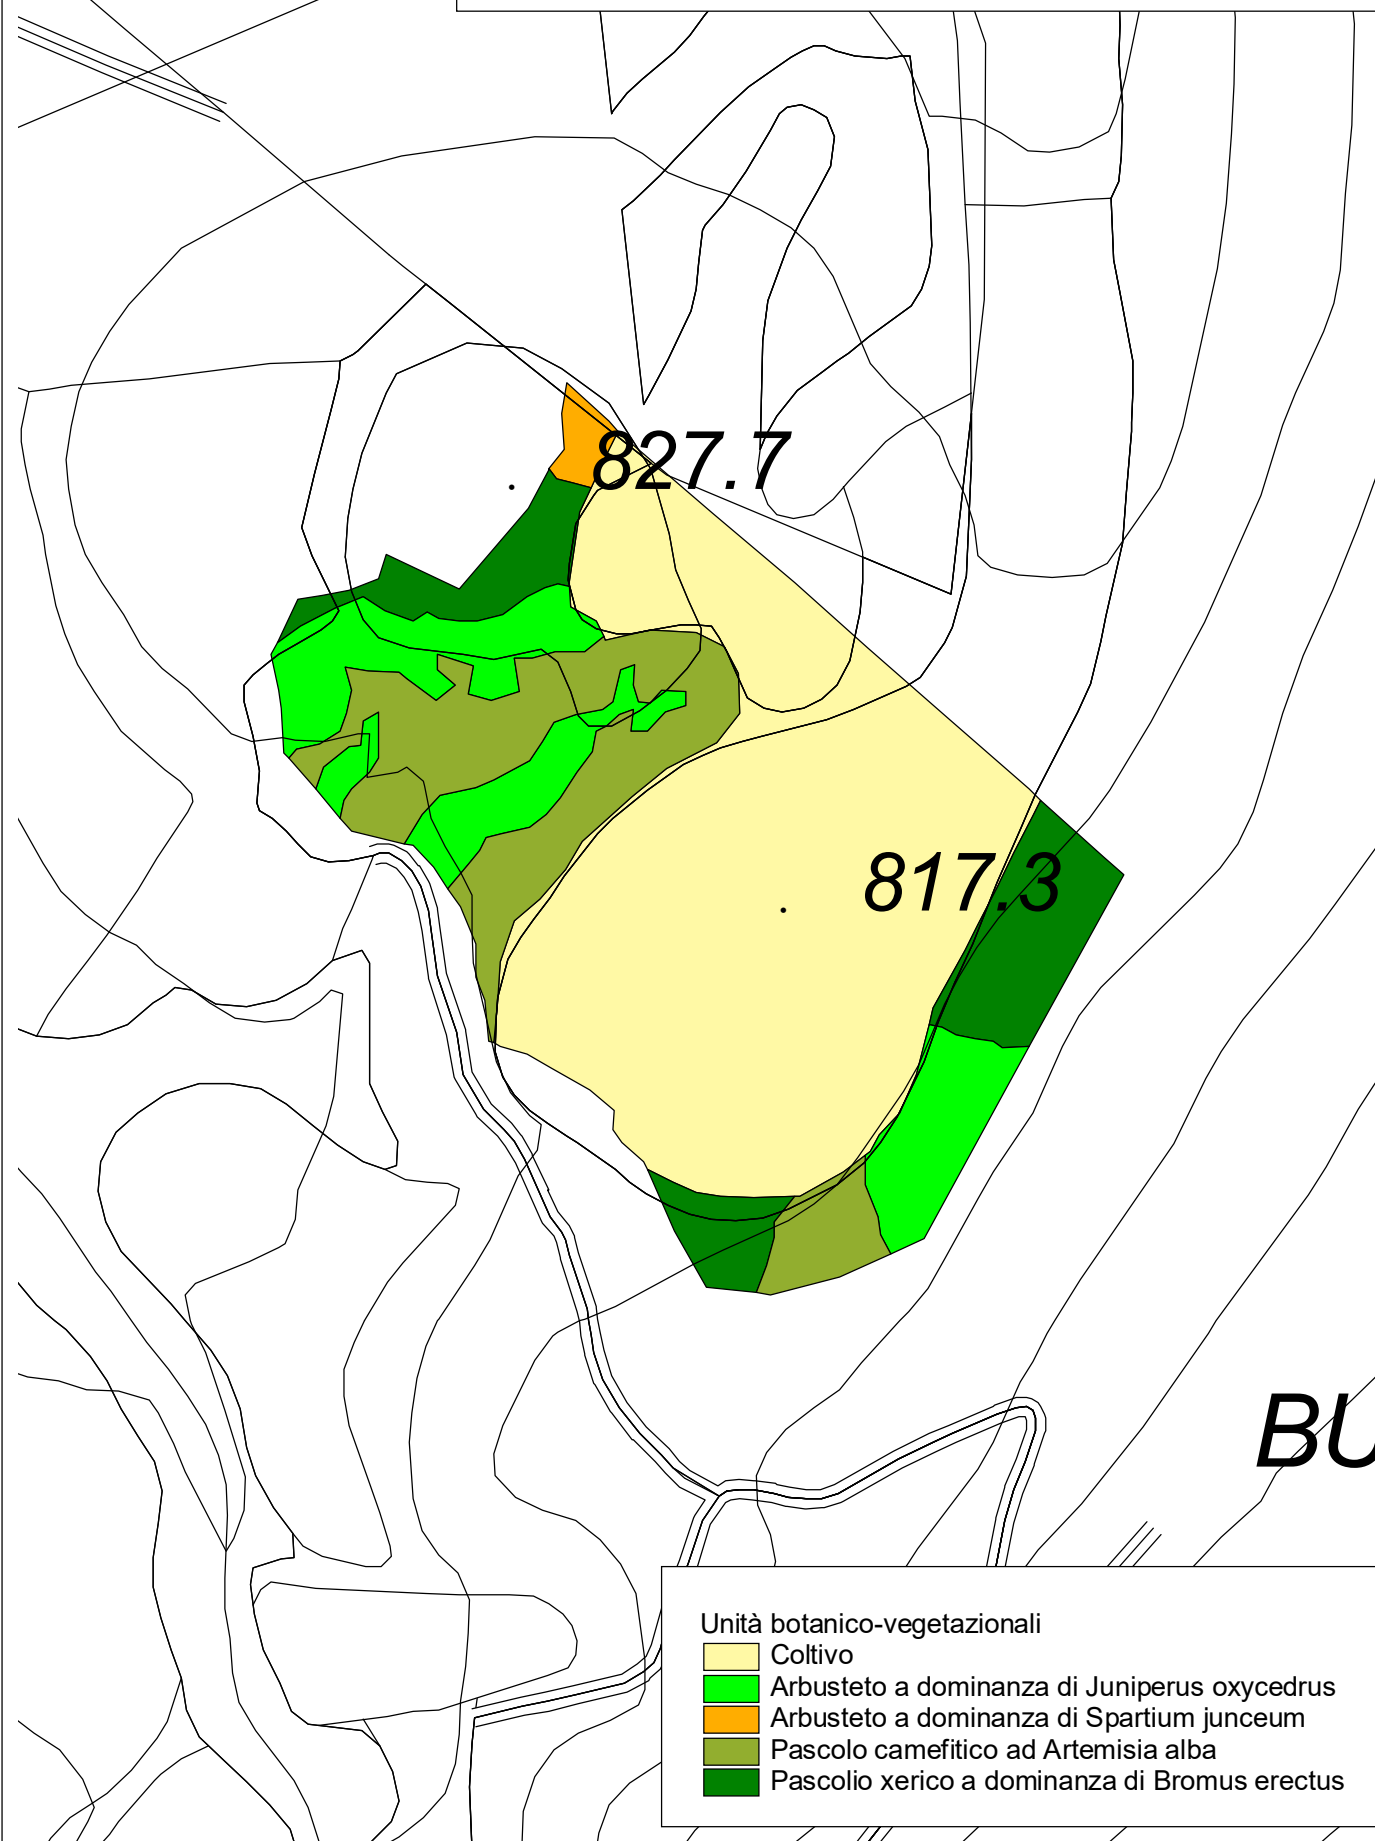 827.7
817.3
BU
Unità botanico-vegetazionali
Coltivo
Arbusteto a dominanza di Juniperus oxycedrus
Arbusteto a dominanza di Spartium junceum
Pascolo camefitico ad Artemisia alba
Pascolio xerico a dominanza di Bromus erectus